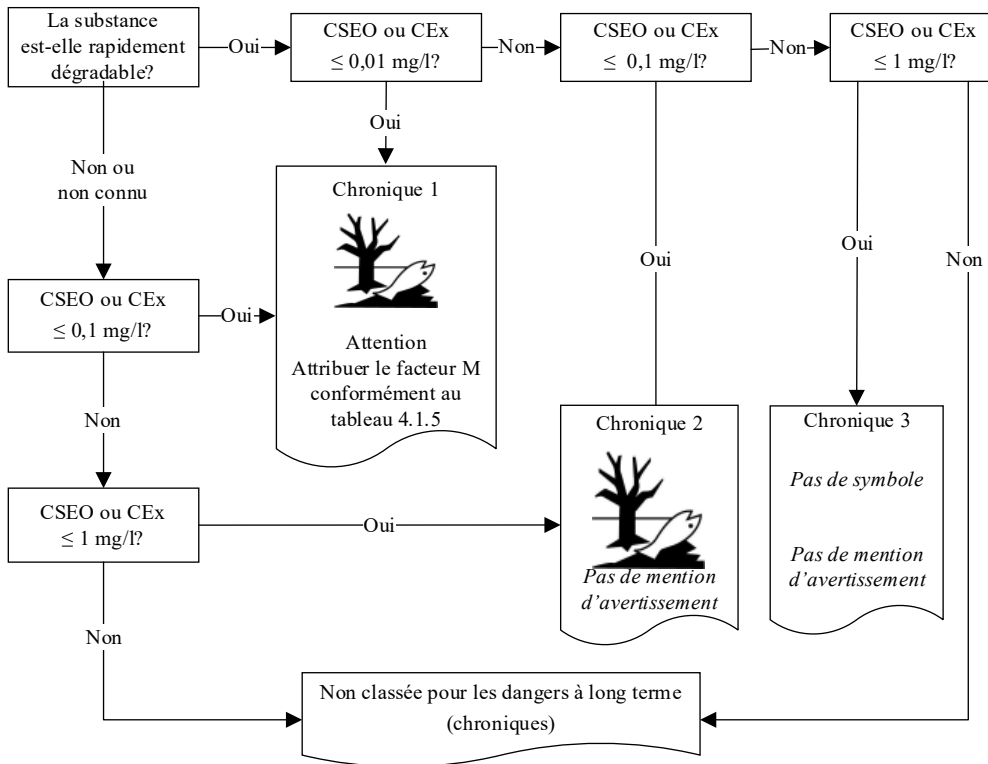 La substance
est-elle rapidement
dégradable?
Oui
CSEO ou CEx
≤ 0,01 mg/l?
Non
CSEO ou CEx
≤ 0,1 mg/l?
Non
CSEO ou CEx
≤ 1 mg/l?
Oui
Non ou
non connu
Chronique 1
Attention
Attribuer le facteur M
conformément au
tableau 4.1.5
Oui
Oui
Non
CSEO ou CEx
≤ 0,1 mg/l?
Oui
Non
Chronique 2
Pas de mention
d’avertissement
Chronique 3
Pas de symbole
Pas de mention
d’avertissement
CSEO ou CEx
≤ 1 mg/l?
Oui
Non
Non classée pour les dangers à long terme
(chroniques)